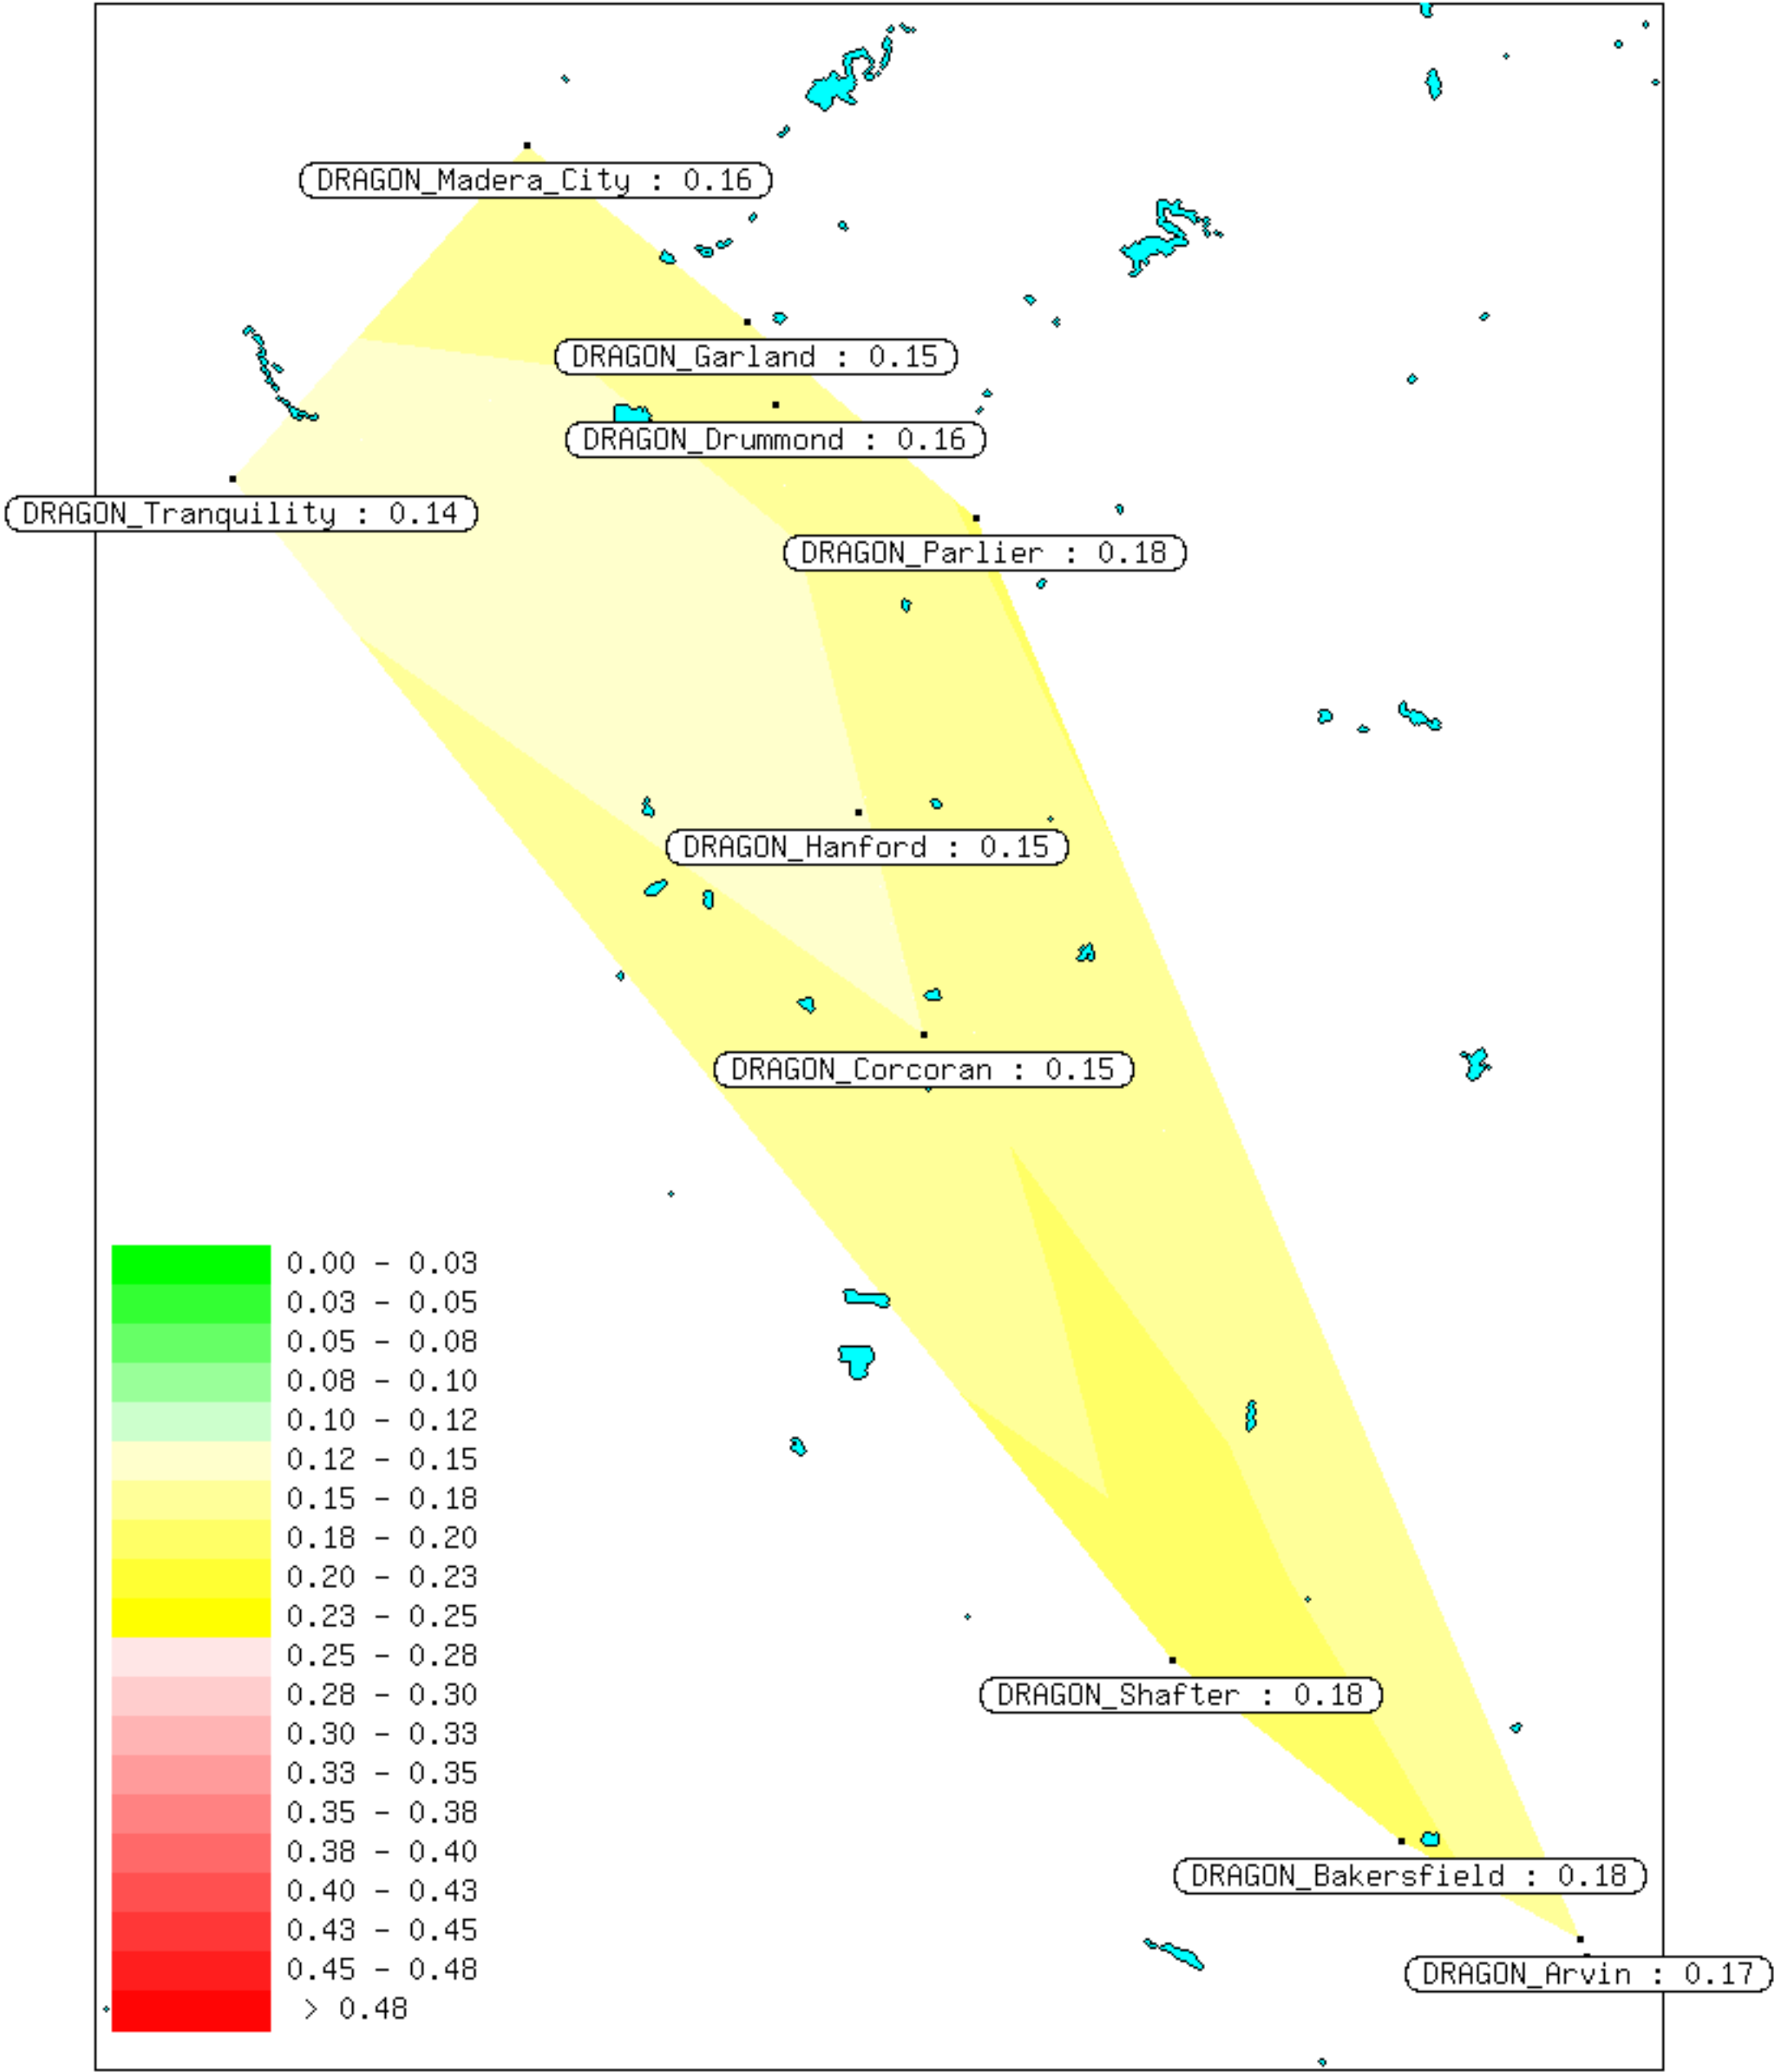 DRAGON_Madera_City : 0.16
DRAGON_Garland : 0.15
DRAGON_Drummond : 0.16
DRAGON_Tranquility : 0.14
DRAGON_Parlier : 0.18
DRAGON_Hanford : 0.15
DRAGON_Corcoran : 0.15
0.00 - 0.03
0.03 - 0.05
0.05 - 0.08
0.08 - 0.10
0.10 - 0.12
0.12 - 0.15
0.15 - 0.18
0.18 - 0.20
0.20 - 0.23
0.23 - 0.25
0.25 - 0.28
0.28 - 0.30
0.30 - 0.33
0.33 - 0.35
0.35 - 0.38
0.38 - 0.40
0.40 - 0.43
0.43 - 0.45
0.45 - 0.48
> 0.48
DRAGON_Shafter : 0.18
DRAGON_Bakersfield : 0.18
DRAGON_Arvin : 0.17